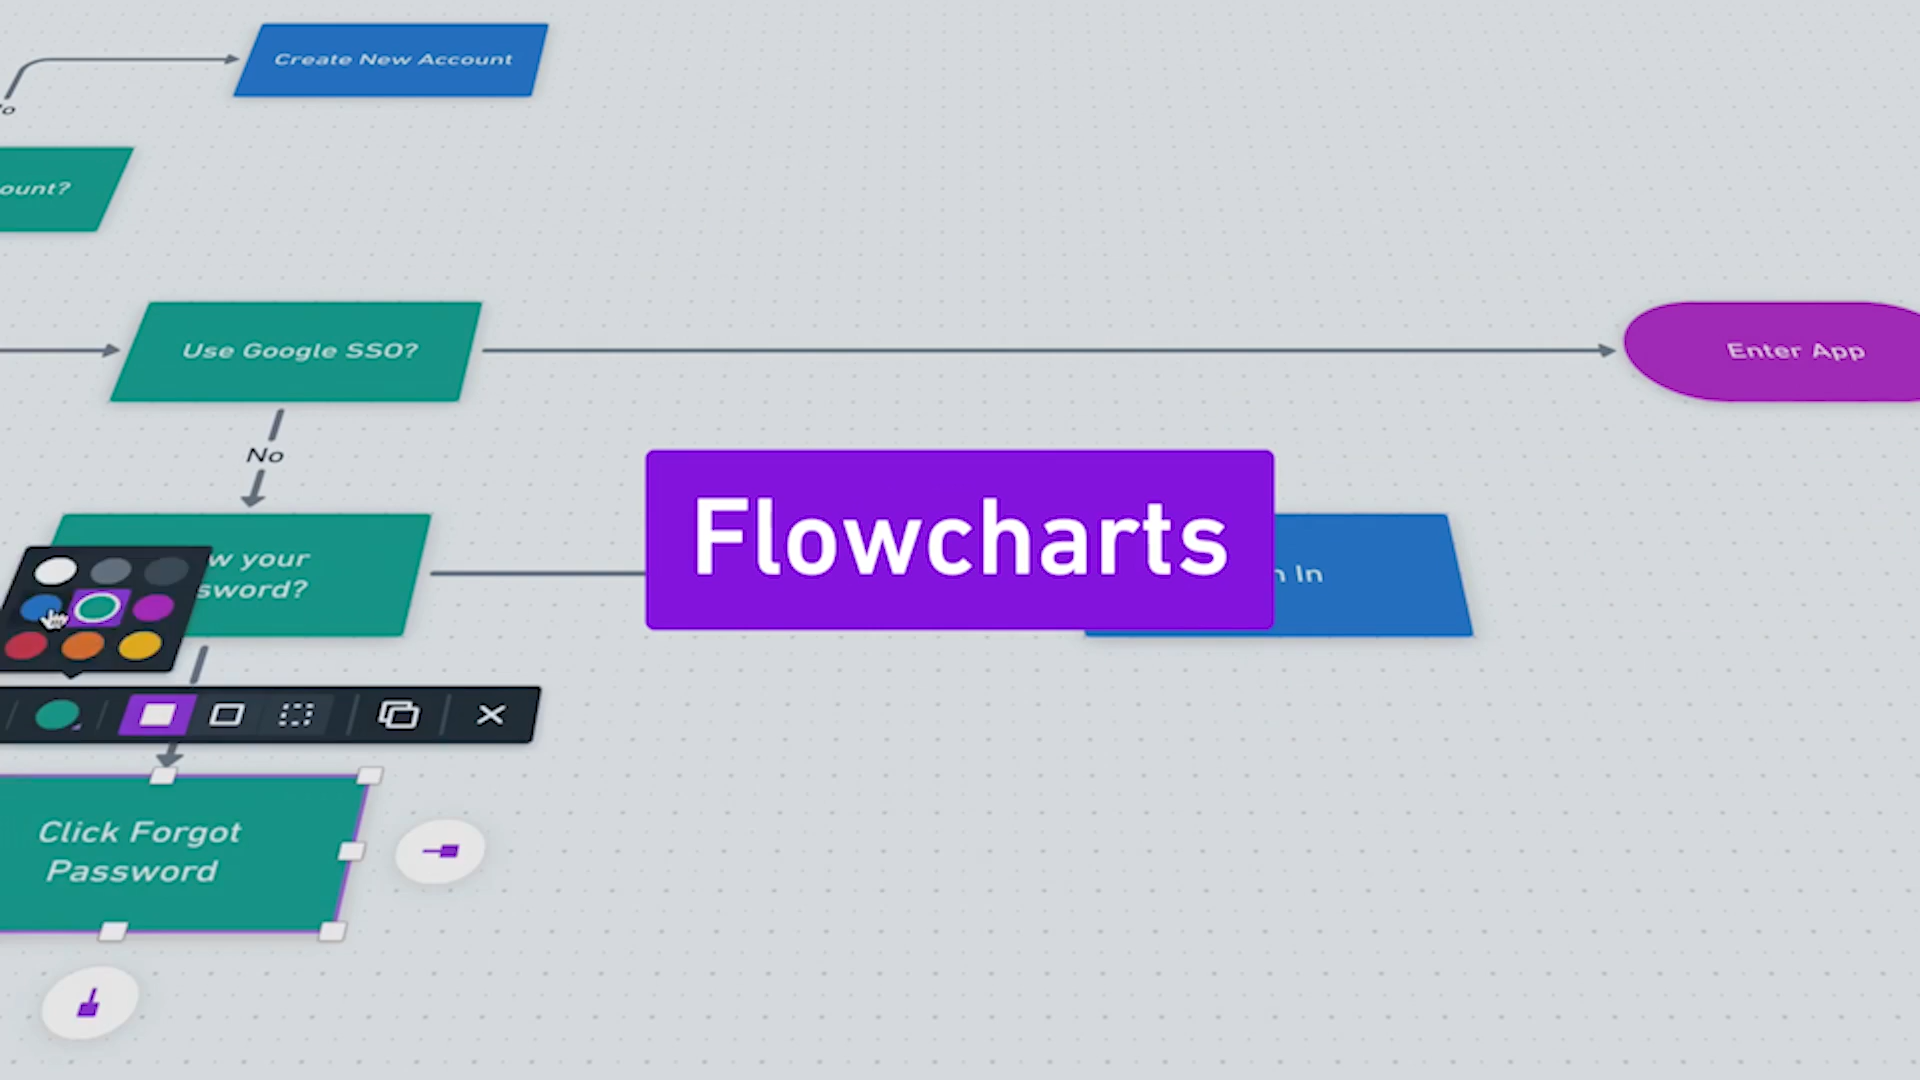 Create New Account
ount?
Use Google SSO?
Enter App
No
Flowcharts
w your
sword?
n In
Click Forgot
Password